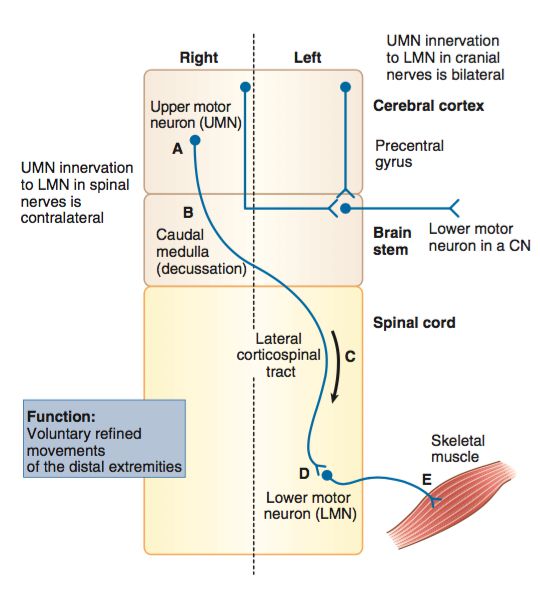 Right
Left
UMN innervation
to LMN in cranial
nerves is bilateral
Upper motor
neuron (UMN)
A
Cerebral cortex
Precentral
gyrus
UMN innervation
to LMN in spinal
nerves is
contralateral
B
Caudal
medulla
(decussation)
Brain
stem
Lower motor
neuron in a CN
Spinal cord
Lateral
corticospinal
tract
C
Function:
Voluntary refined
movements
of the distal extremities
D
Lower motor
neuron (LMN)
Skeletal
muscle
E